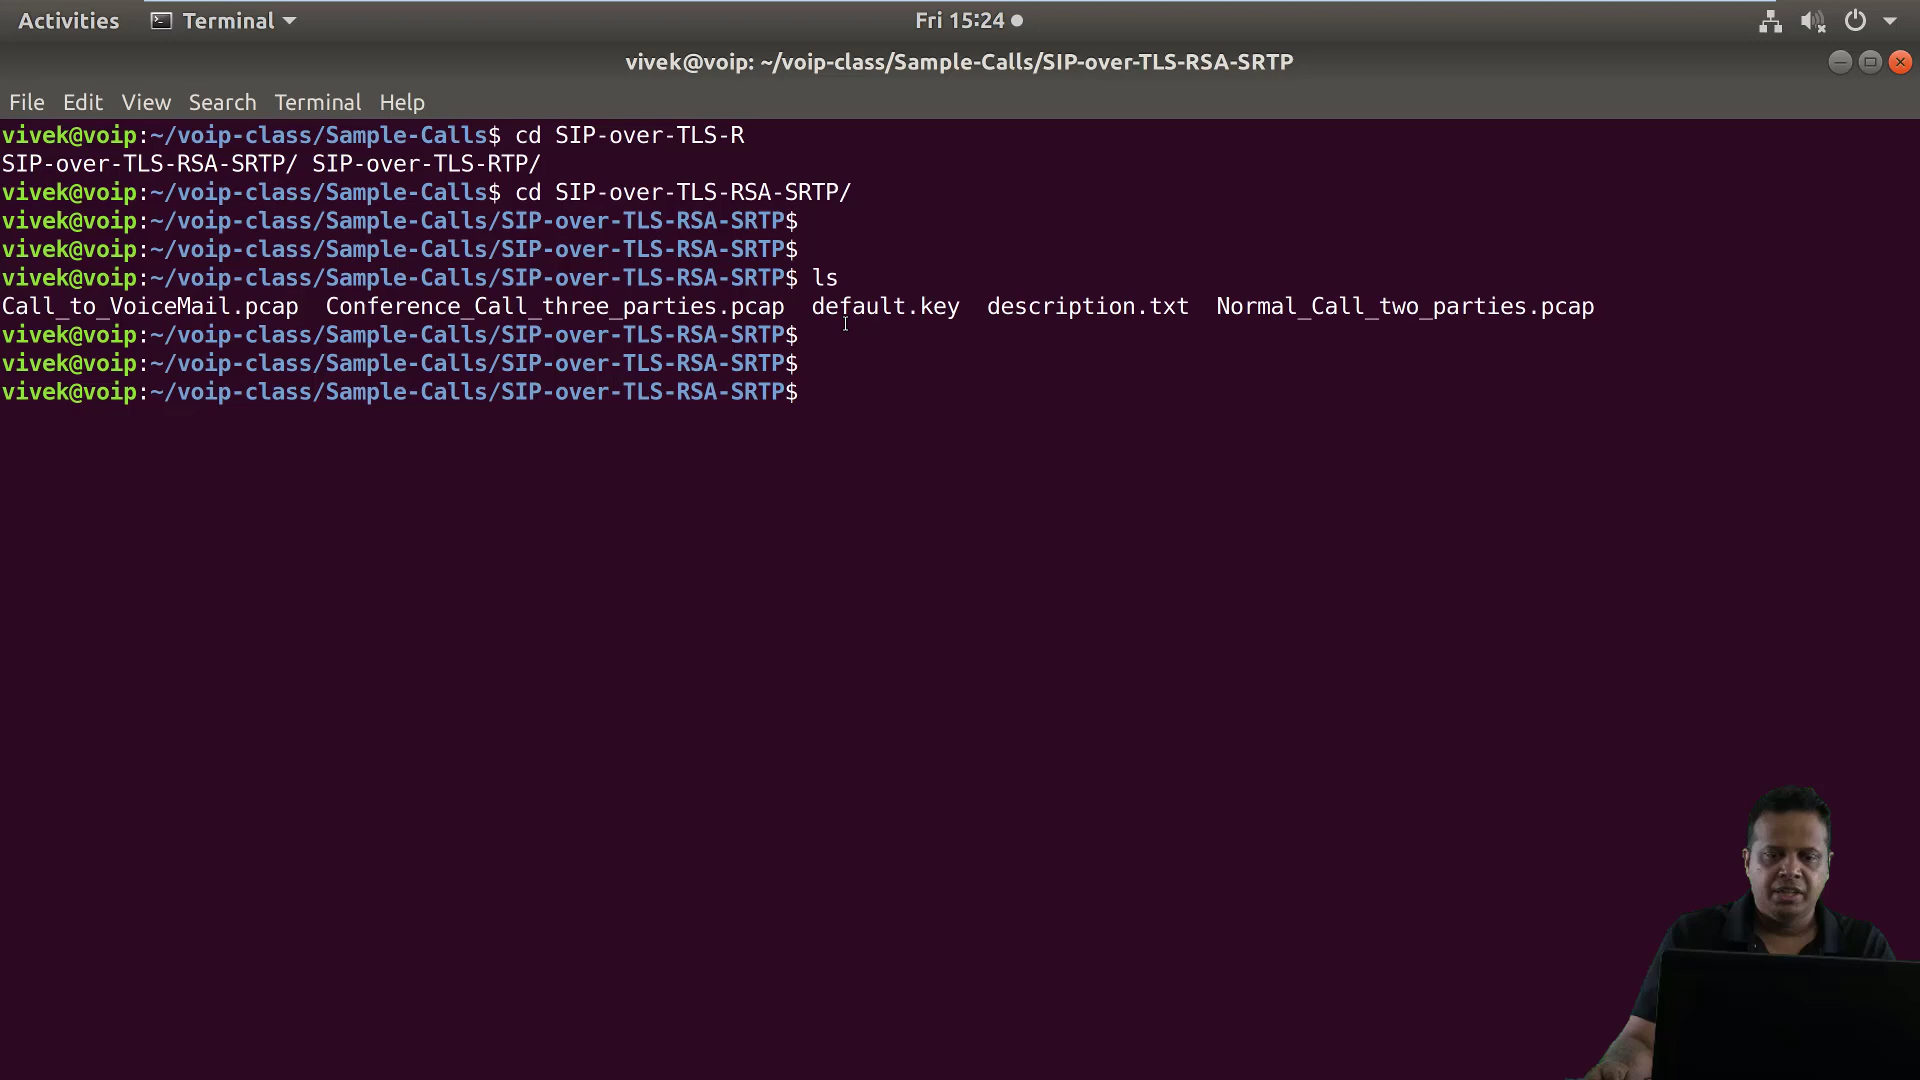 Activities Terminal Fri 15:24
vivek@voip: ~/voip-class/Sample-Calls/SIP-over-TLS-RSA-SRTP
File Edit View Search Terminal Help
vivek@voip:~/voip-class/Sample-Calls$ cd SIP-over-TLS-R
SIP-over-TLS-RSA-SRTP/ SIP-over-TLS-RTP/
vivek@voip:~/voip-class/Sample-Calls$ cd SIP-over-TLS-RSA-SRTP/
vivek@voip:~/voip-class/Sample-Calls/SIP-over-TLS-RSA-SRTP$
vivek@voip:~/voip-class/Sample-Calls/SIP-over-TLS-RSA-SRTP$
vivek@voip:~/voip-class/Sample-Calls/SIP-over-TLS-RSA-SRTP$ ls
Call_to_VoiceMail.pcap  Conference_Call_three_parties.pcap  default.key  description.txt  Normal_Call_two_parties.pcap
vivek@voip:~/voip-class/Sample-Calls/SIP-over-TLS-RSA-SRTP$
vivek@voip:~/voip-class/Sample-Calls/SIP-over-TLS-RSA-SRTP$
vivek@voip:~/voip-class/Sample-Calls/SIP-over-TLS-RSA-SRTP$